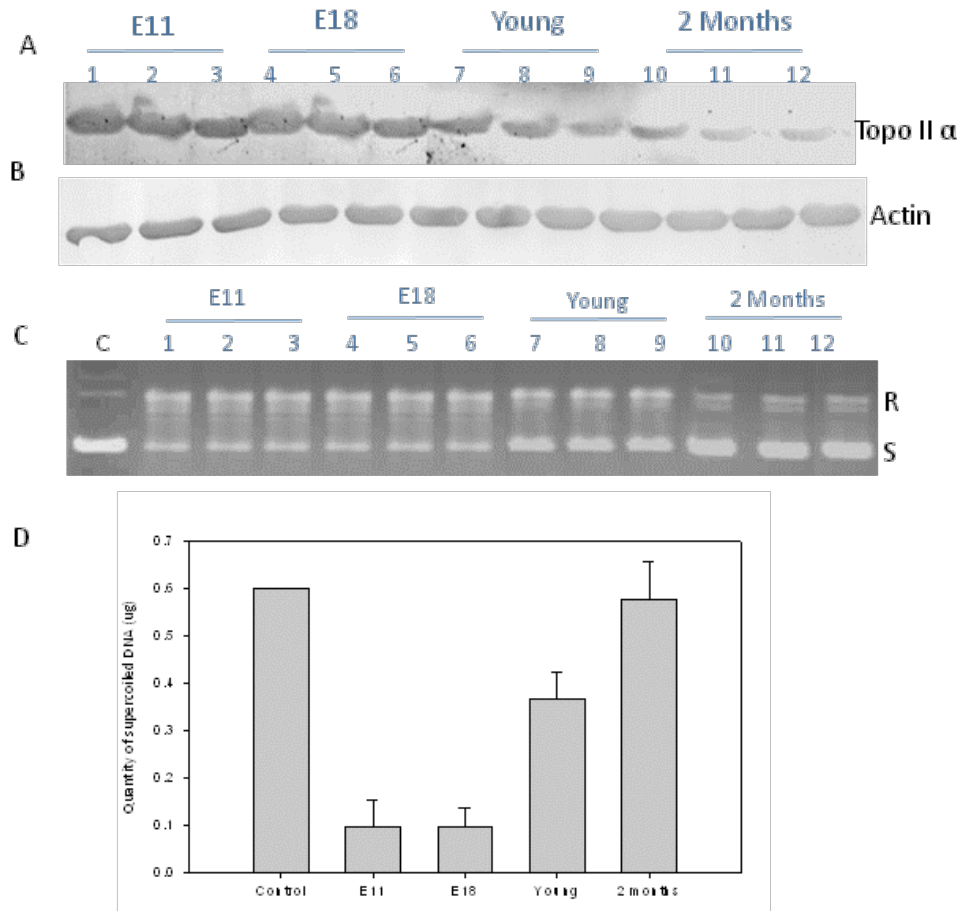 A
E11 E18 Young 2 Months
1 2 3 4 5 6 7 8 9 10 11 12
Topo II α
B
Actin
E11 E18 Young 2 Months
C
C 1 2 3 4 5 6 7 8 9 10 11 12
R
S
D
Quantity of supercoiled DNA (ug)
0.7
0.6
0.5
0.4
0.3
0.2
0.1
0.0
Control E11 E18 Young 2 months